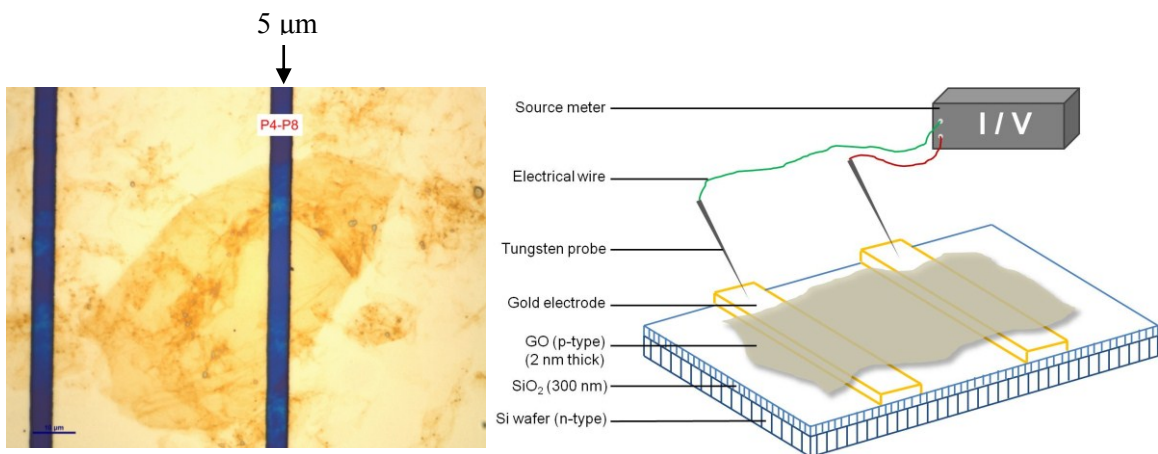 5 μm
P4-P8
Source meter
I / V
Electrical wire
Tungsten probe
Gold electrode
GO (p-type)
(2 nm thick)
SiO₂ (300 nm)
Si wafer (n-type)